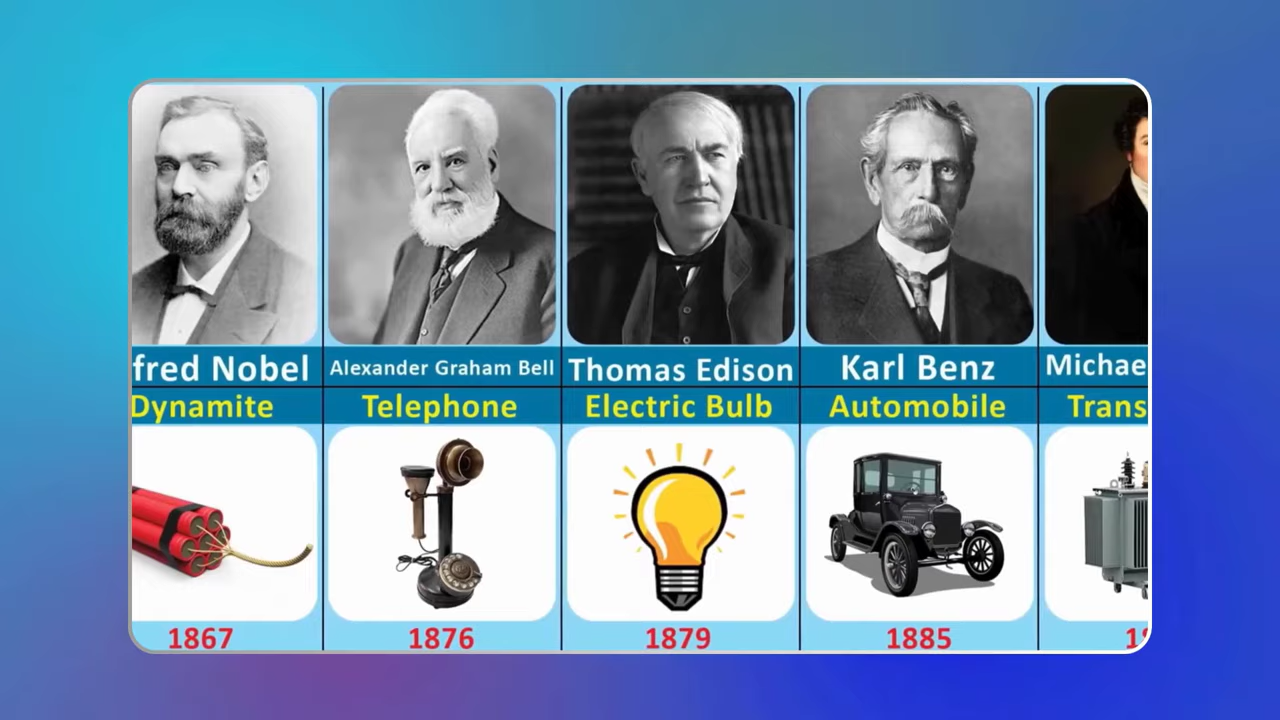 fred Nobel
Alexander Graham Bell
Thomas Edison
Karl Benz
Michae
Dynamite
Telephone
Electric Bulb
Automobile
Trans
1867
1876
1879
1885